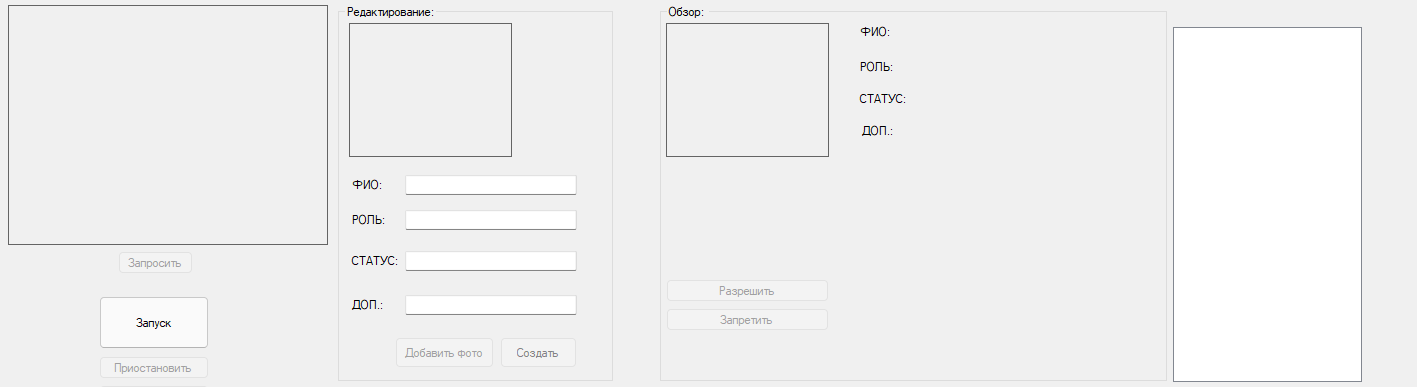 Запросить
Запуск
Приостановить
Редактирование:
ФИО:
РОЛЬ:
СТАТУС:
ДОП.:
Добавить фото
Создать
Обзор:
ФИО:
РОЛЬ:
СТАТУС:
ДОП.:
Разрешить
Запретить